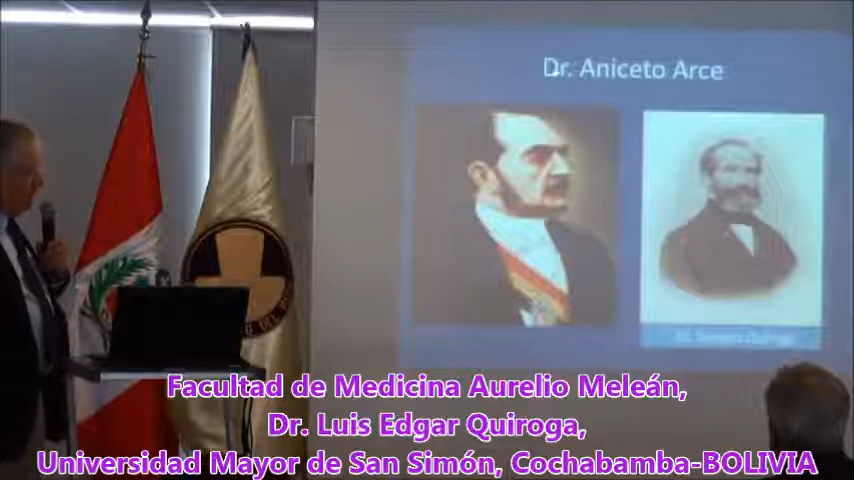 Dr. Aniceto Arce
Facultad de Medicina Aurelio Meleán,
Dr. Luis Edgar Quiroga,
Universidad Mayor de San Simón, Cochabamba-BOLIVIA